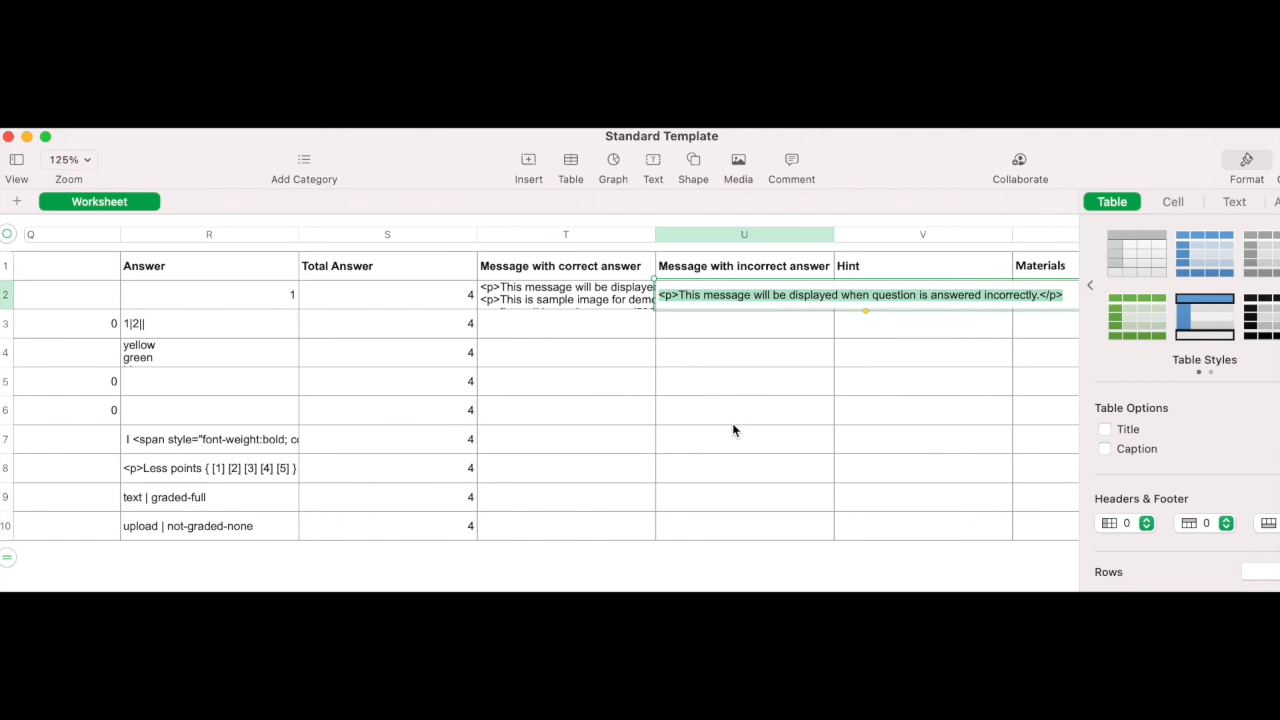 Standard Template
125%
View
Zoom
Add Category
Insert
Table
Graph
Text
Shape
Media
Comment
Collaborate
Format
+
Worksheet
Table
Cell
Text
Q
R
S
T
U
V
1
Answer
Total Answer
Message with correct answer
Message with incorrect answer
Hint
Materials
2
1
4
<p>This message will be displaye
<p>This is sample image for demo
<p>This message will be displayed when question is answered incorrectly.</p>
3
0
1|2||
4
4
yellow
green
4
5
0
4
6
0
4
7
I <span style="font-weight:bold; co
4
8
<p>Less points { [1] [2] [3] [4] [5] }
4
9
text | graded-full
4
10
upload | not-graded-none
4
Table Styles
Table Options
Title
Caption
Headers & Footer
0
0
Rows